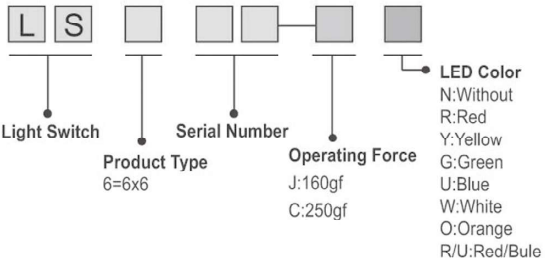 L S
Light Switch
Product Type
6=6x6
Serial Number
Operating Force
J:160gf
C:250gf
LED Color
N:Without
R:Red
Y:Yellow
G:Green
U:Blue
W:White
O:Orange
R/U:Red/Bule